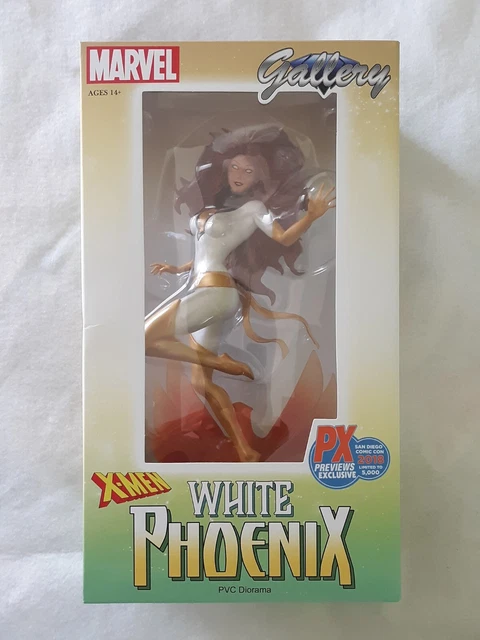 MARVEL
Gallery
AGES 14+
PX
PREVIEWS
EXCLUSIVE
SAN DIEGO
COMIC CON
2018
LIMITED TO
5,000
X-MEN
WHITE
PHOENIX
PVC Diorama